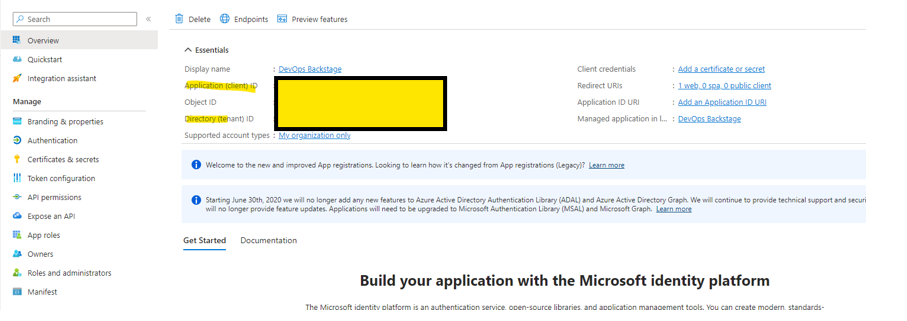 Search
«
Delete
Endpoints
Preview features
Overview
Quickstart
Integration assistant
Manage
Branding & properties
Authentication
Certificates & secrets
Token configuration
API permissions
Expose an API
App roles
Owners
Roles and administrators
Manifest
Essentials
Display name : DevOps Backstage
Application (client) ID :
Object ID :
Directory (tenant) ID :
Supported account types : My organization only
Client credentials : Add a certificate or secret
Redirect URIs : 1 web, 0 spa, 0 public client
Application ID URI : Add an Application ID URI
Managed application in l... : DevOps Backstage
Welcome to the new and improved App registrations. Looking to learn how it's changed from App registrations (Legacy)? Learn more
Starting June 30th, 2020 we will no longer add any new features to Azure Active Directory Authentication Library (ADAL) and Azure Active Directory Graph. We will continue to provide technical support and securi
will no longer provide feature updates. Applications will need to be upgraded to Microsoft Authentication Library (MSAL) and Microsoft Graph. Learn more
Get Started
Documentation
Build your application with the Microsoft identity platform
The Microsoft identity platform is an authentication service, open-source libraries, and application management tools. You can create modern, standards-